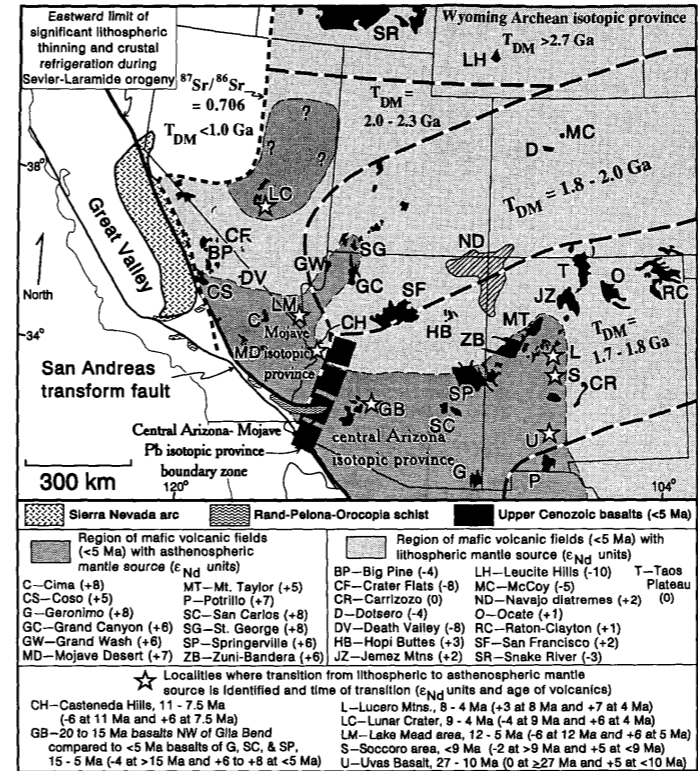 Eastward limit of
significant lithospheric
thinning and crustal
refrigeration during
Sevier-Laramide orogeny
SR
Wyoming Archean isotopic province
LH
T DM >2.7 Ga
87Sr/86Sr
= 0.706
T DM <1.0 Ga
T DM =
2.0 - 2.3 Ga
?
?
?
D
MC
38°
T DM = 1.8 - 2.0 Ga
LC
Great Valley
CF
BP
SG
ND
DV
GW
GC
CS
SF
T
O
RC
JZ
LM
North
C
Mojave
CH
HB
MT
T DM =
1.7 - 1.8 Ga
34°
MD
isotopic
province
ZB
L
San Andreas
transform fault
S
CR
SP
GB
SC
Central Arizona- Mojave
Pb isotopic province
boundary zone
central Arizona
isotopic province
U
300 km
G
P
120
104
Sierra Nevada arc
Rand-Pelona-Orocopia schist
Upper Cenozoic basalts (<5 Ma)
Region of mafic volcanic fields
(<5 Ma) with asthenospheric
mantle source (εNd units)
C—Cima (+8)
CS—Coso (+5)
G—Geronimo (+8)
GC—Grand Canyon (+6)
GW—Grand Wash (+6)
MD—Mojave Desert (+7)
MT—Mt. Taylor (+5)
P—Potrillo (+7)
SC—San Carlos (+8)
SG—St. George (+8)
SP—Springerville (+6)
ZB—Zuni-Bandera (+6)
Region of mafic volcanic fields (<5 Ma) with
lithospheric mantle source (εNd units)
BP—Big Pine (-4)
CF—Crater Flats (-8)
CR—Carrizozo (0)
D—Dotsero (-4)
DV—Death Valley (-8)
HB—Hopi Buttes (+3)
JZ—Jemez Mtns (+2)
LH—Leucite Hills (-10)
MC—McCoy (-5)
ND—Navajo diatremes (+2)
O—Ocate (+1)
RC—Raton-Clayton (+1)
SF—San Francisco (+2)
SR—Snake River (-3)
T—Taos
Plateau
(0)
Localities where transition from lithospheric to asthenospheric mantle
source is identified and time of transition (εNd units and age of volcanics)
CH—Casteneda Hills, 11 - 7.5 Ma
(-6 at 11 Ma and +6 at 7.5 Ma)
GB—20 to 15 Ma basalts NW of Gila Bend
compared to <5 Ma basalts of G, SC, & SP,
15 - 5 Ma (-4 at >15 Ma and +6 to +8 at <5 Ma)
L—Lucero Mtns., 8 - 4 Ma (+3 at 8 Ma and +7 at 4 Ma)
LC—Lunar Crater, 9 - 4 Ma (-4 at 9 Ma and +6 at 4 Ma)
LM—Lake Mead area, 12 - 5 Ma (-6 at 12 Ma and +6 at 5 Ma)
S—Soccoro area, <9 Ma (-2 at >9 Ma and +5 at <9 Ma)
U—Uvas Basalt, 27 - 10 Ma (0 at ≥27 Ma and +5 at <10 Ma)